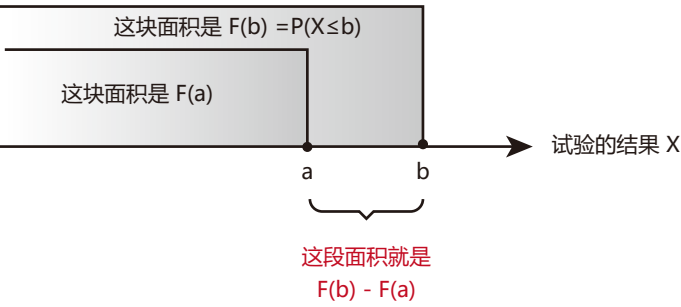 这块面积是 F(b) =P(X≤b)
这块面积是 F(a)
试验的结果 X
a
b
这段面积就是
F(b) - F(a)